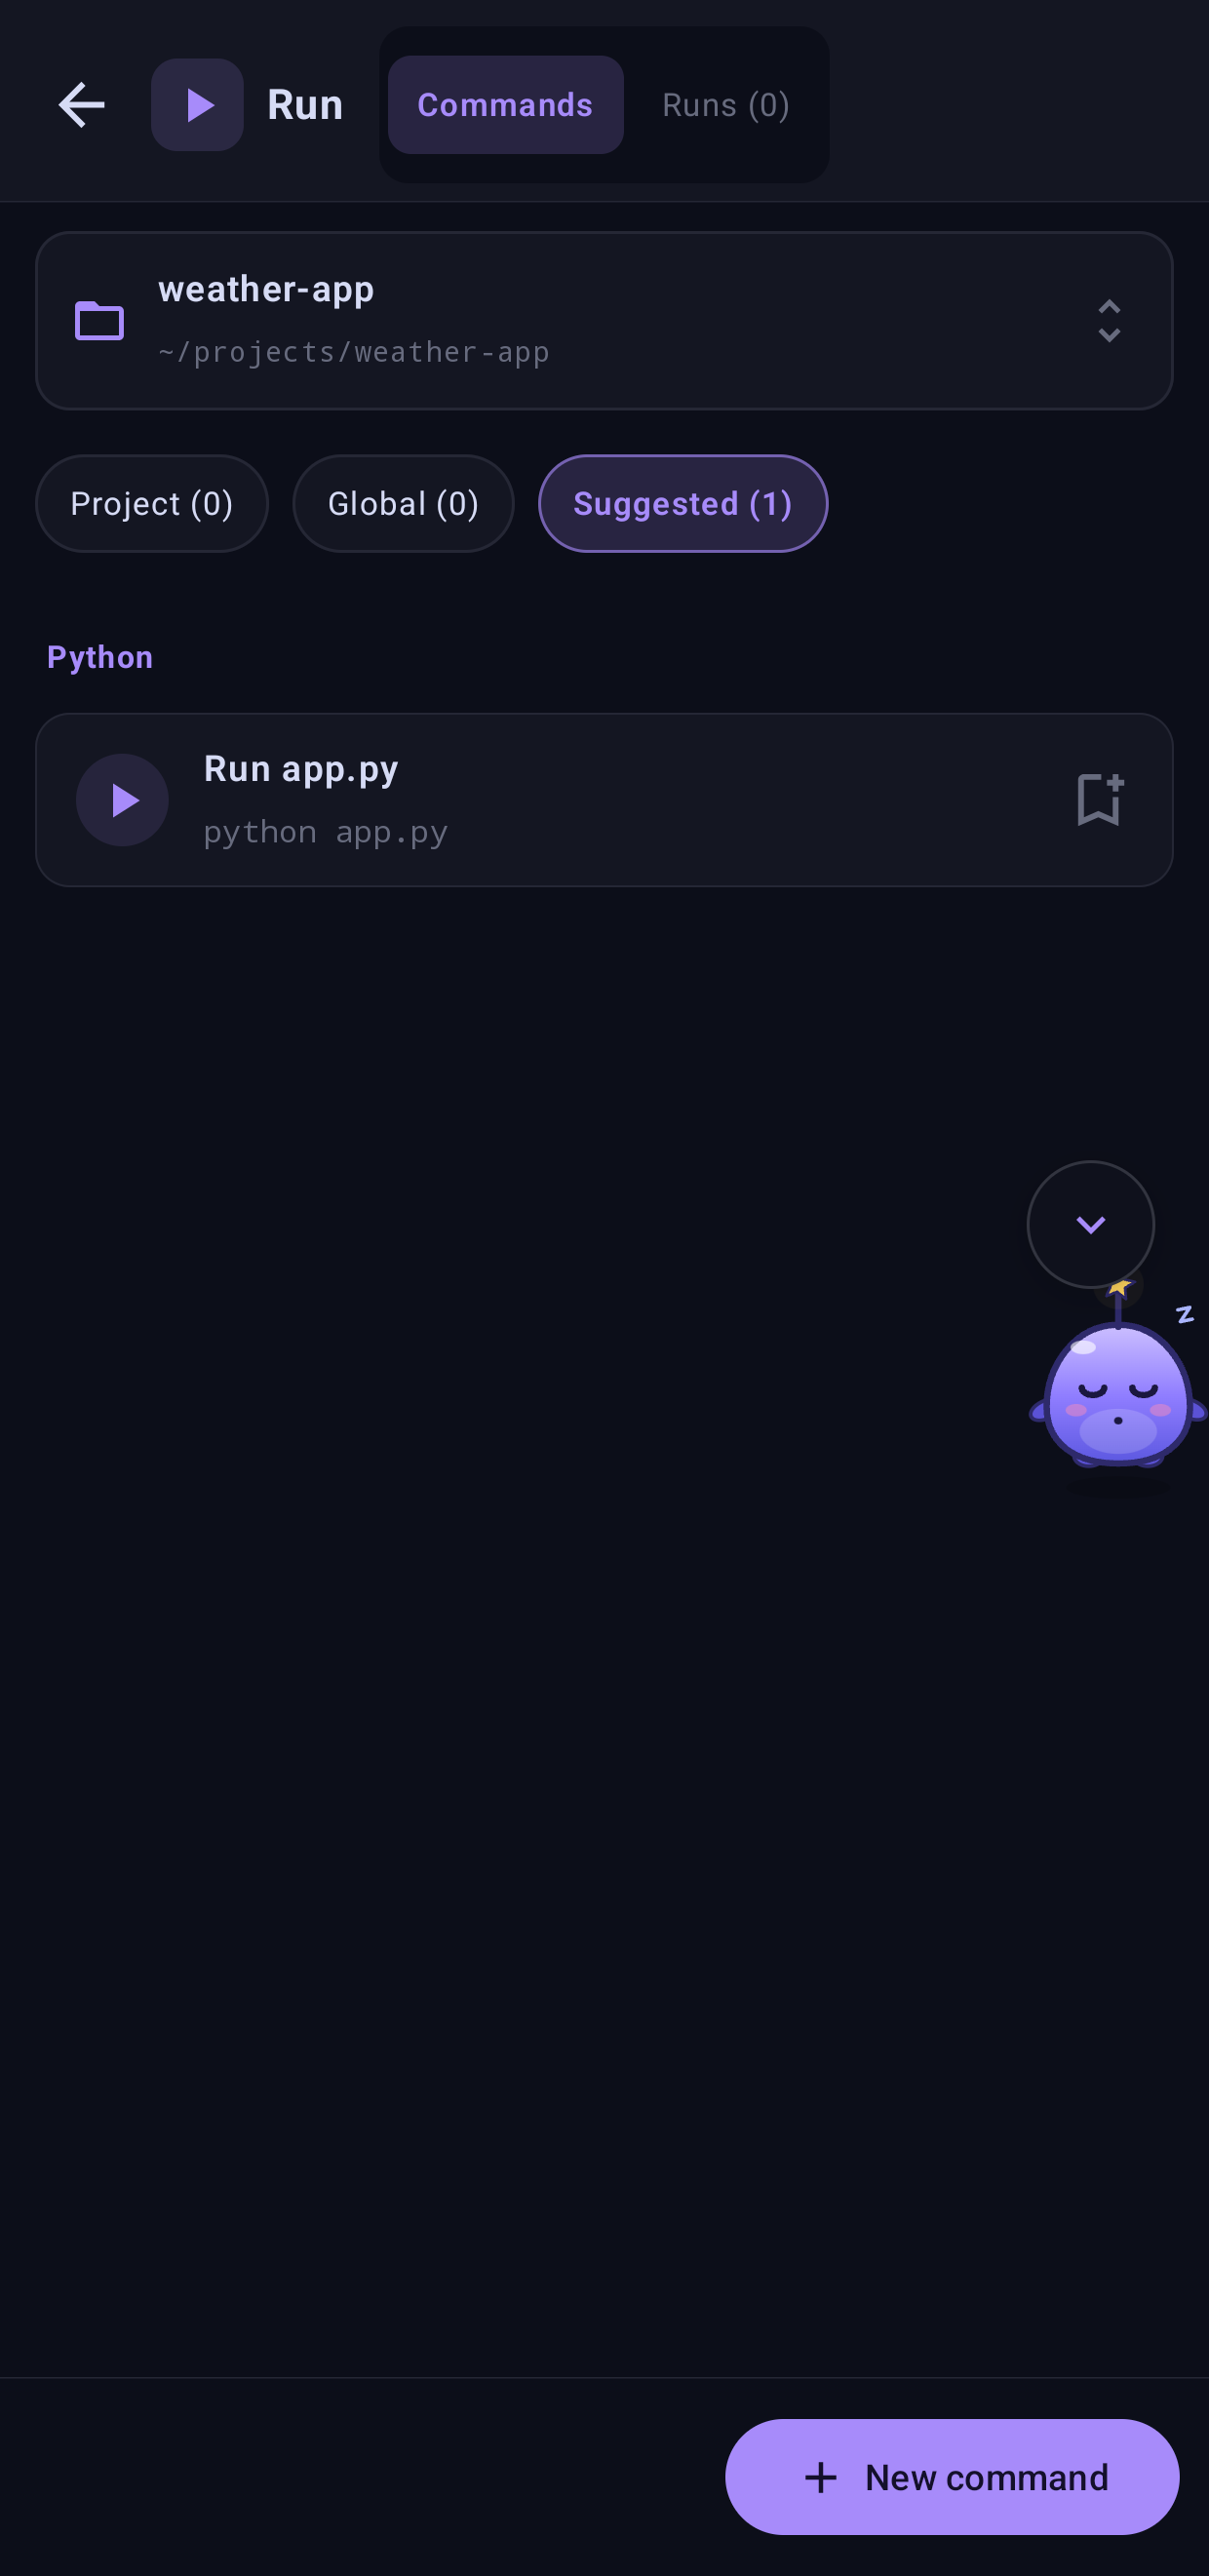 Run
Commands
Runs (0)
weather-app
~/projects/weather-app
Project (0)
Global (0)
Suggested (1)
Python
Run app.py
python app.py
z
New command